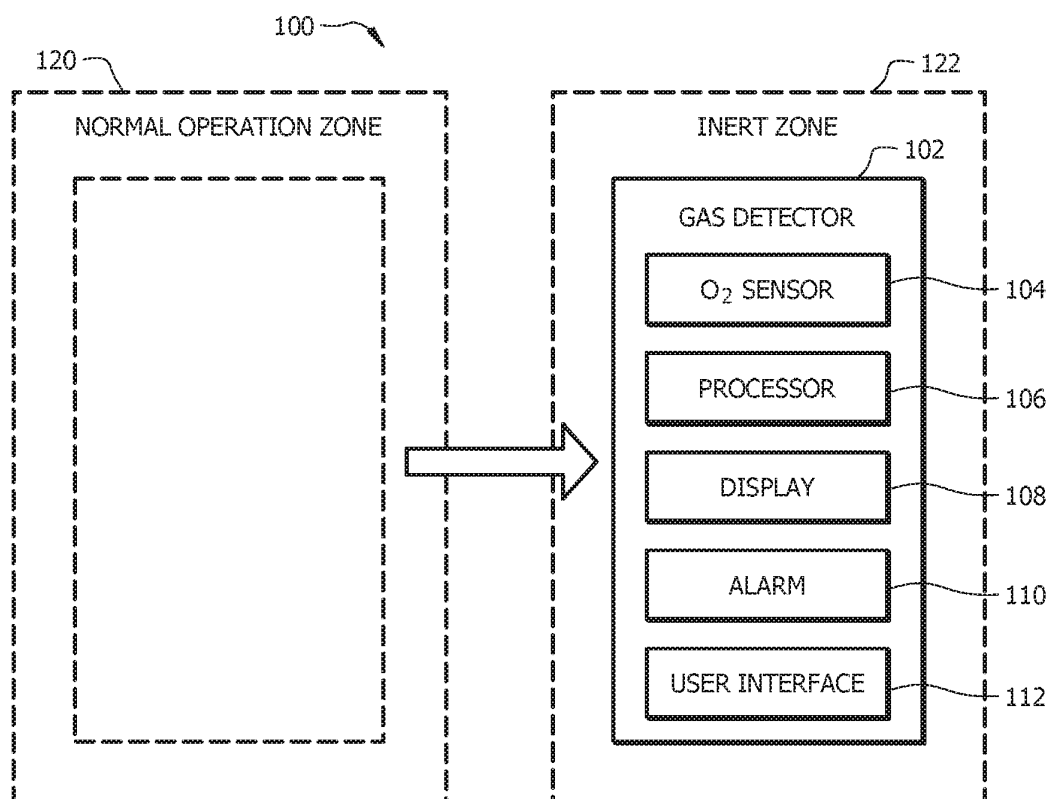 100
120
122
NORMAL OPERATION ZONE
INERT ZONE
102
GAS DETECTOR
O2 SENSOR
104
PROCESSOR
106
DISPLAY
108
ALARM
110
USER INTERFACE
112